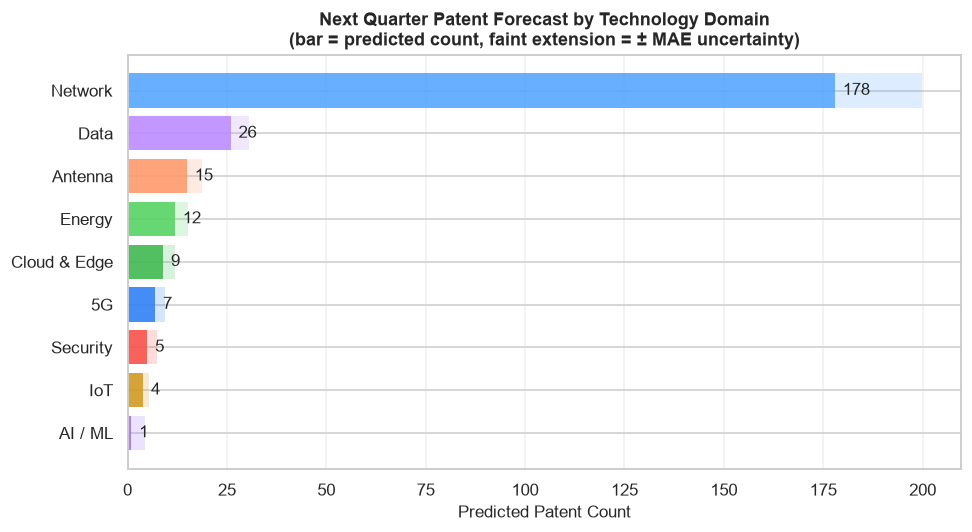 Next Quarter Patent Forecast by Technology Domain
(bar = predicted count, faint extension = ± MAE uncertainty)
Network 178
Data 26
Antenna 15
Energy 12
Cloud & Edge 9
5G 7
Security 5
IoT 4
AI / ML 1
0 25 50 75 100 125 150 175 200
Predicted Patent Count